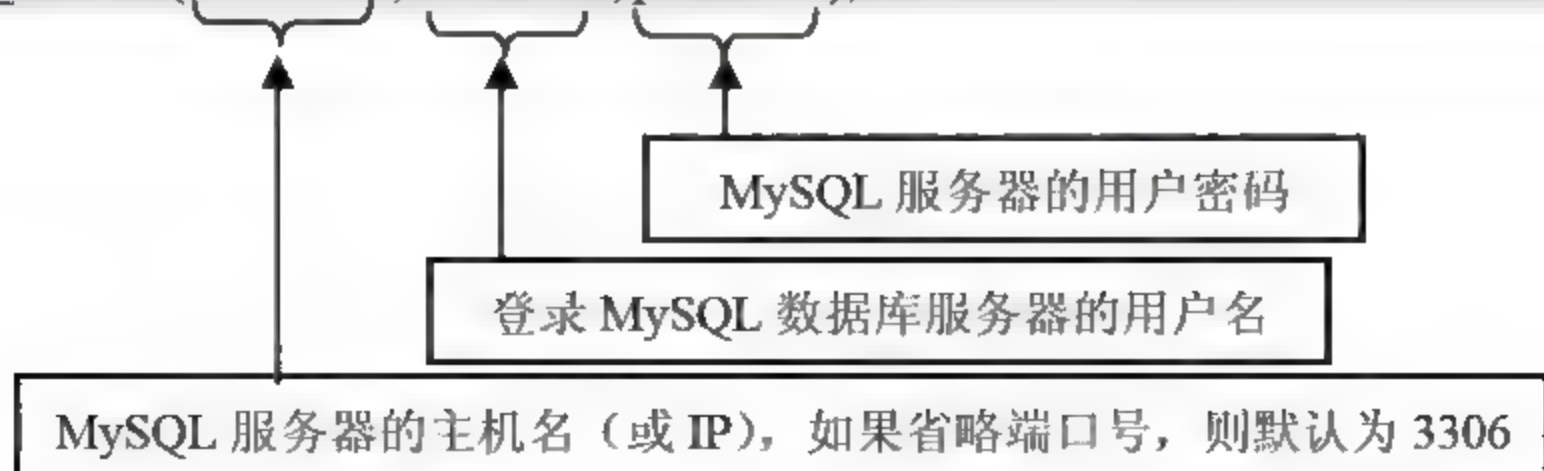 MySQL 服务器的用户密码
登录 MySQL 数据库服务器的用户名
MySQL 服务器的主机名（或 IP），如果省略端口号，则默认为 3306